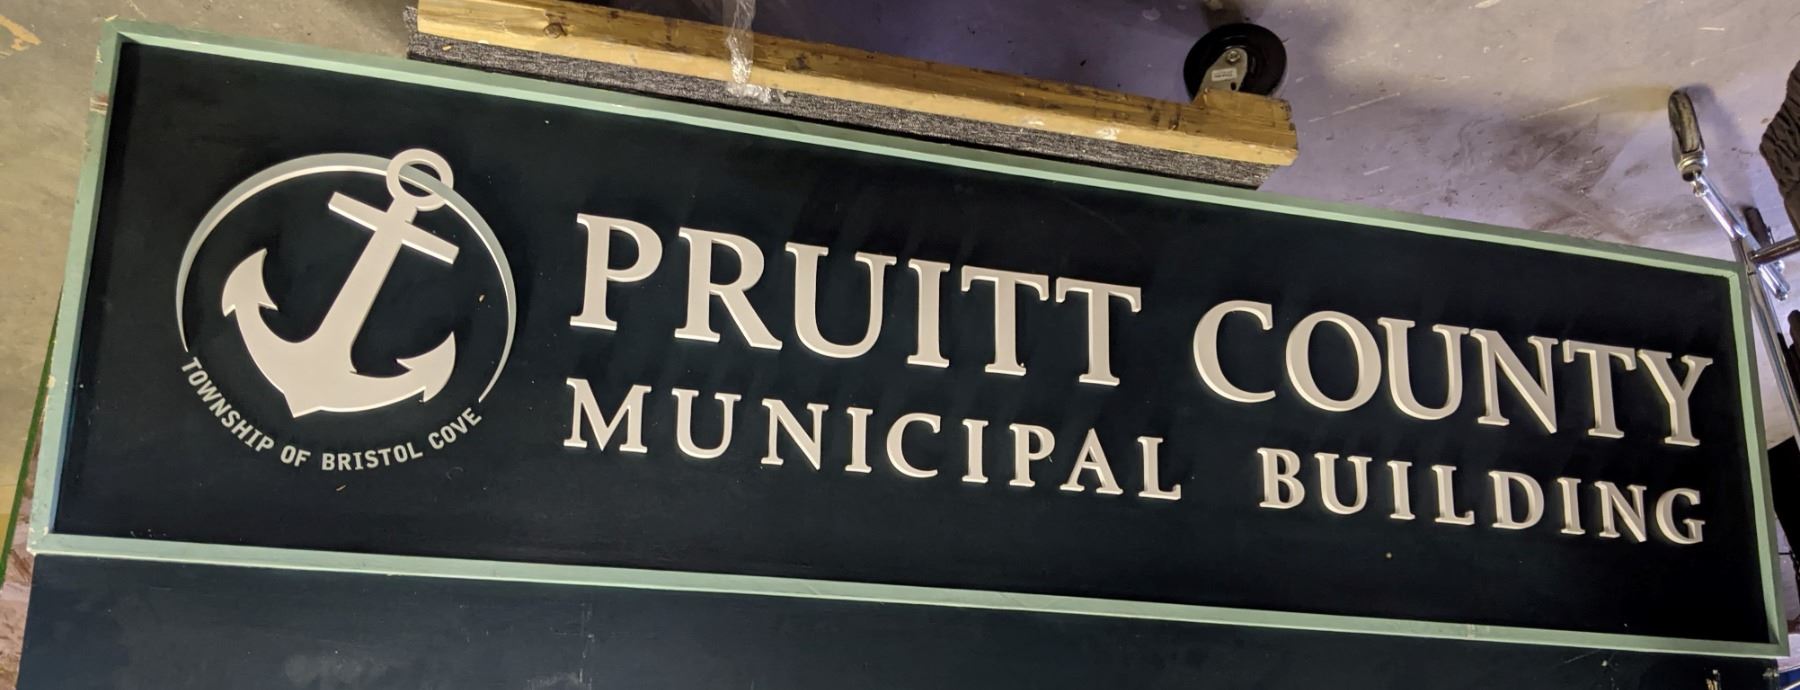 PRUITT COUNTY
MUNICIPAL BUILDING
TOWNSHIP OF BRISTOL COVE